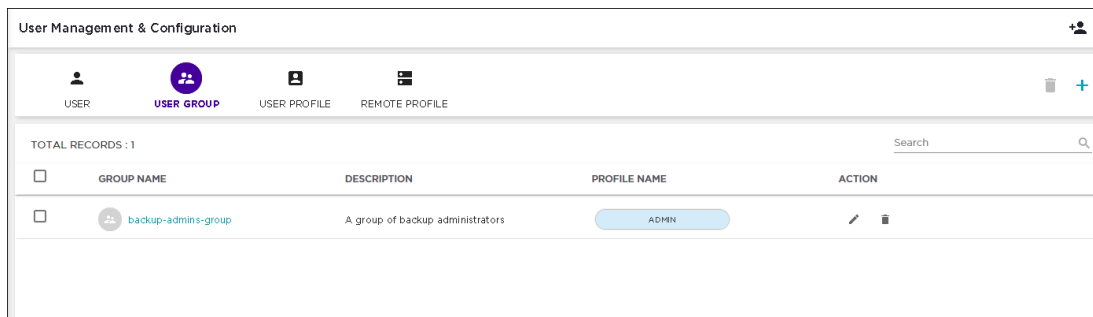 User Management & Configuration
USER
USER GROUP
USER PROFILE
REMOTE PROFILE
TOTAL RECORDS : 1
Search
GROUP NAME DESCRIPTION PROFILE NAME ACTION
backup-admins-group A group of backup administrators ADMIN